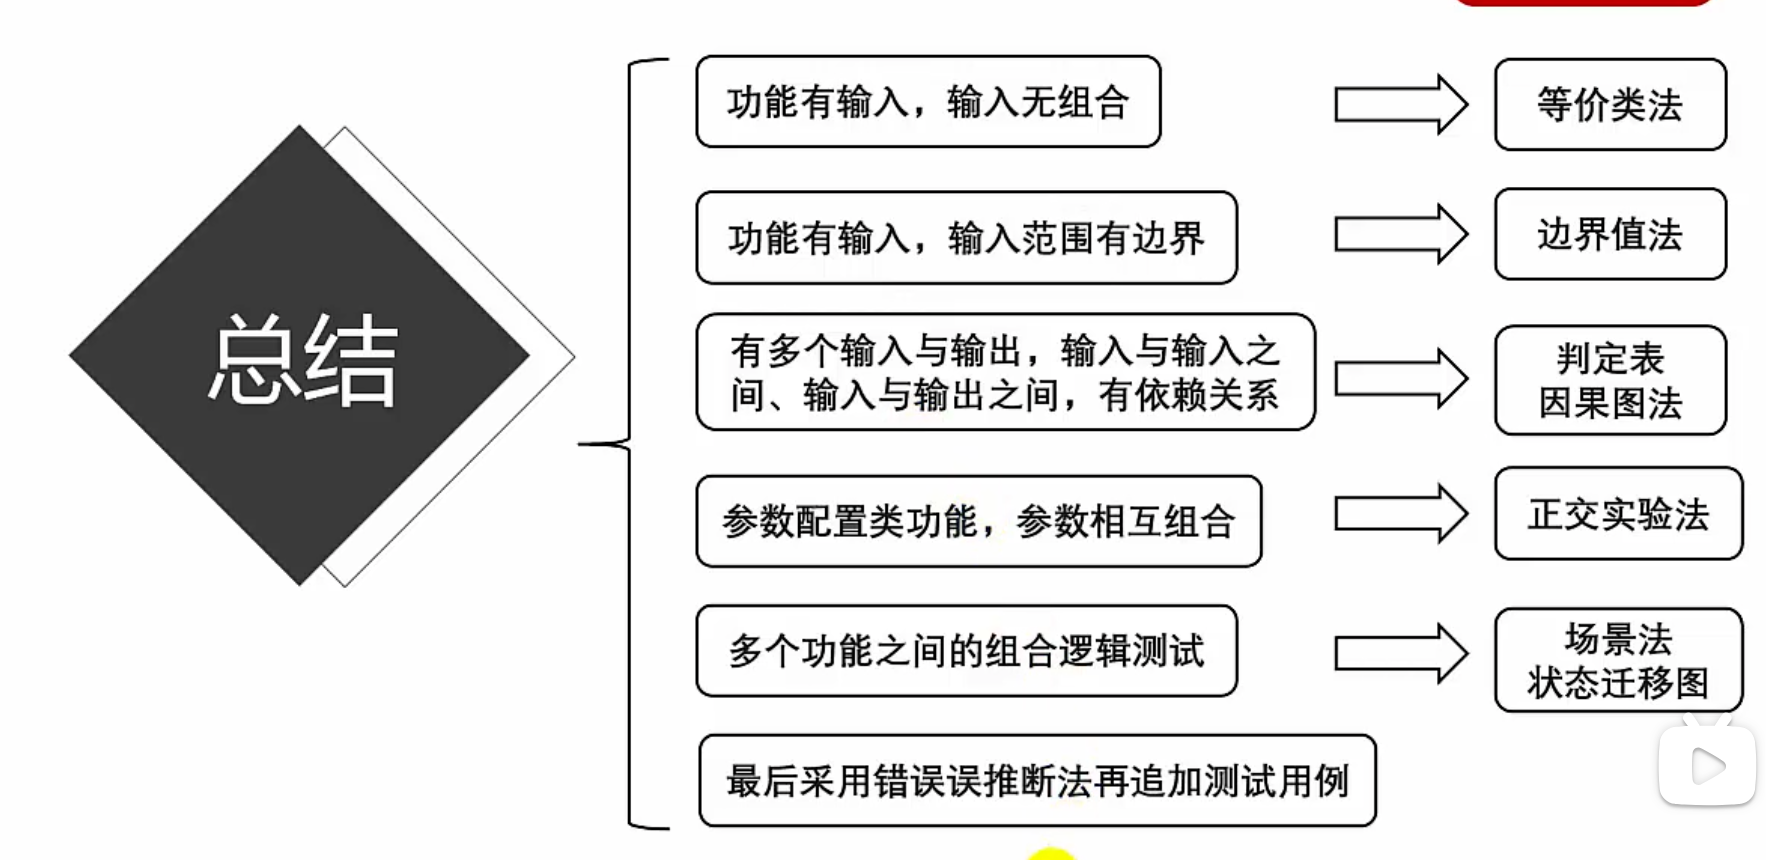 总结
功能有输入，输入无组合
等价类法
功能有输入，输入范围有边界
边界值法
有多个输入与输出，输入与输入之
间、输入与输出之间，有依赖关系
判定表
因果图法
参数配置类功能，参数相互组合
正交实验法
多个功能之间的组合逻辑测试
场景法
状态迁移图
最后采用错误误推断法再追加测试用例